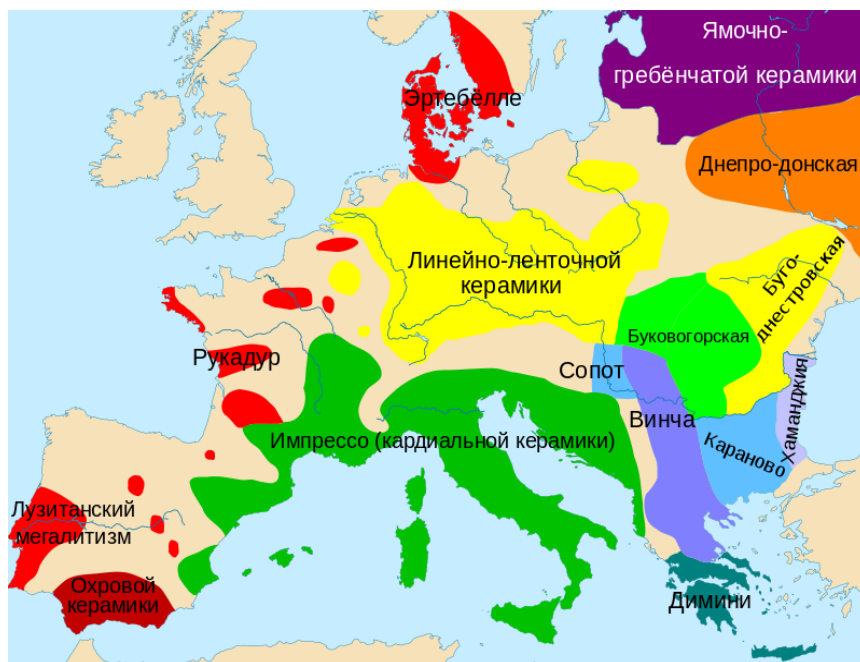 Ямочно-
гребёнчатой керамики
Эртебёлле
Днепро-донская
Линейно-ленточной
керамики
Буго-
днестровская
Буковогорская
Рукадур
Сопот
Хаманджия
Винча
Импрессо (кардиальной керамики)
Караново
Лузитанский
мегалитизм
Охровой
керамики
Димини